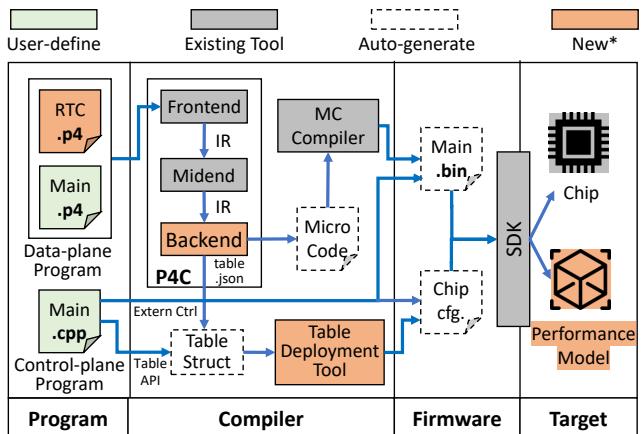 User-define
Existing Tool
Auto-generate
New*
RTC
.p4
Main
.p4
Data-plane
Program
Main
.cpp
Control-plane
Program
Frontend
IR
Midend
IR
Backend
P4C
table
.json
MC
Compiler
Micro
Code
Extern Ctrl
Table
API
Table
Struct
Table
Deployment
Tool
Main
.bin
Chip
cfg.
SDK
Chip
Performance
Model
Program
Compiler
Firmware
Target